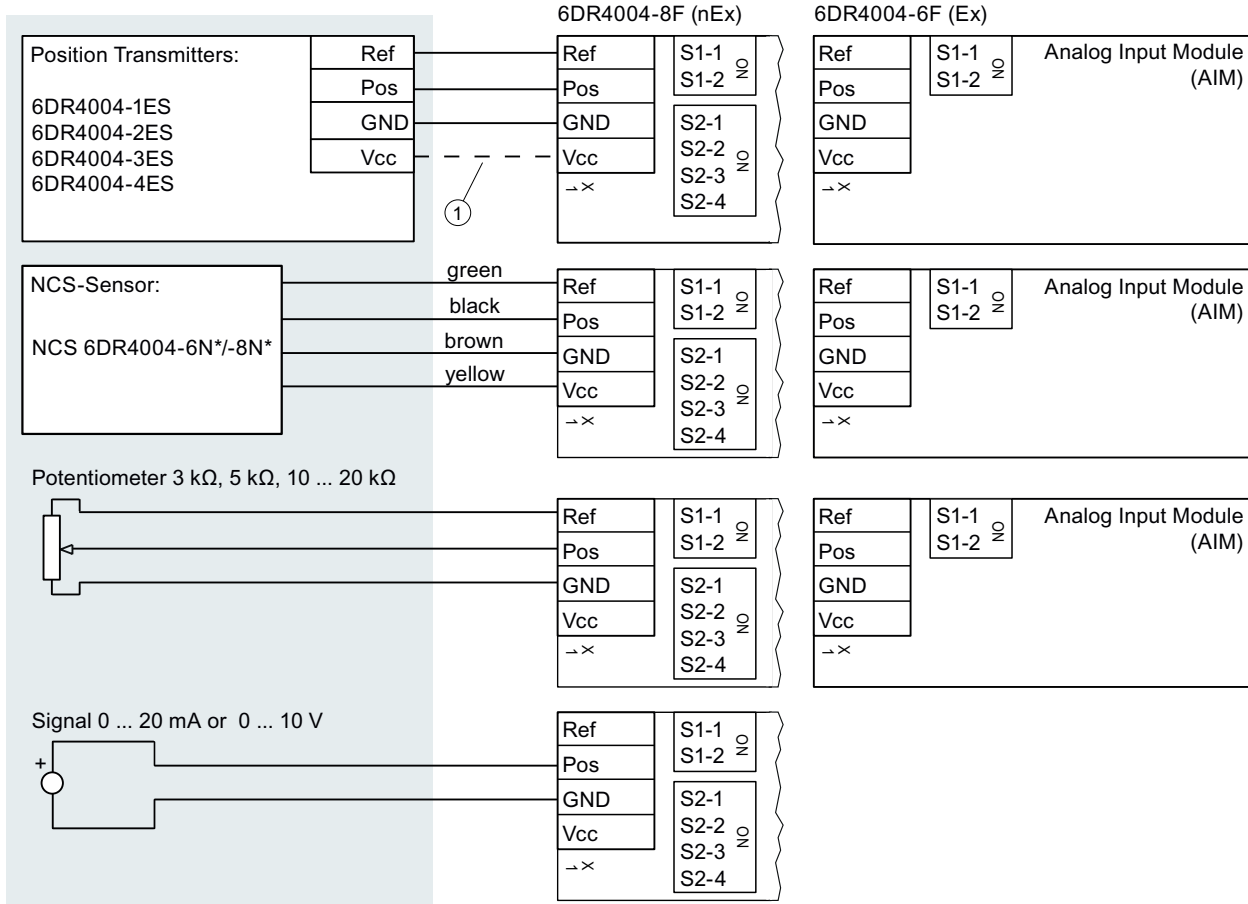 6DR4004-8F (nEx)
6DR4004-6F (Ex)
Position Transmitters:
6DR4004-1ES
6DR4004-2ES
6DR4004-3ES
6DR4004-4ES
Ref
Pos
GND
Vcc
1
Ref
Pos
GND
Vcc
X
1
S1-1
S1-2
ON
S2-1
S2-2
S2-3
S2-4
ON
Ref
Pos
GND
Vcc
X
1
S1-1
S1-2
ON
Analog Input Module
(AIM)
NCS-Sensor:
NCS 6DR4004-6N*/-8N*
green
black
brown
yellow
Ref
Pos
GND
Vcc
X
1
S1-1
S1-2
ON
S2-1
S2-2
S2-3
S2-4
ON
Ref
Pos
GND
Vcc
X
1
S1-1
S1-2
ON
Analog Input Module
(AIM)
Potentiometer 3 kΩ, 5 kΩ, 10 ... 20 kΩ
Ref
Pos
GND
Vcc
X
1
S1-1
S1-2
ON
S2-1
S2-2
S2-3
S2-4
ON
Ref
Pos
GND
Vcc
X
1
S1-1
S1-2
ON
Analog Input Module
(AIM)
Signal 0 ... 20 mA or 0 ... 10 V
+
Ref
Pos
GND
Vcc
X
1
S1-1
S1-2
ON
S2-1
S2-2
S2-3
S2-4
ON